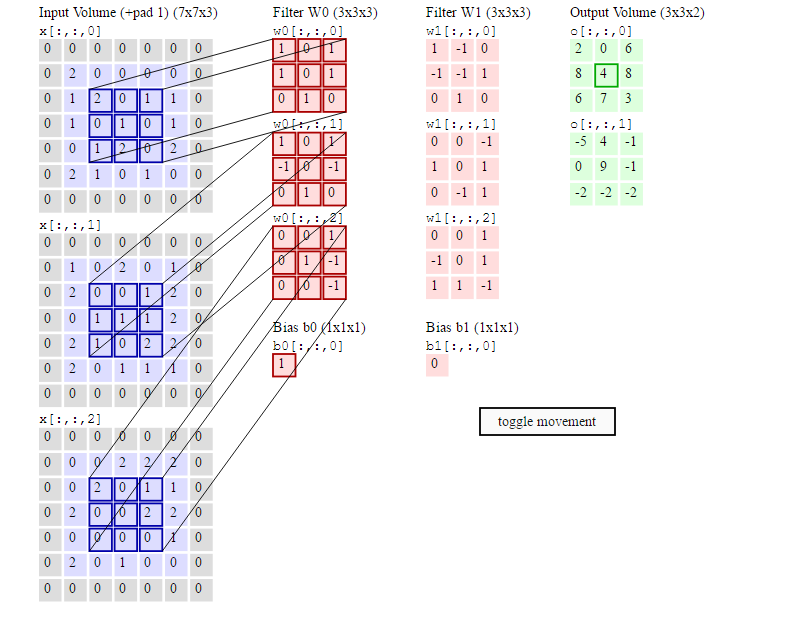 Input Volume (+pad 1) (7x7x3)
x[:,:,0]
0 0 0 0 0 0 0
0 2 0 0 0 0 0
0 1 2 0 1 1 0
0 1 0 1 0 1 0
0 0 1 2 0 2 0
0 2 1 0 1 0 0
0 0 0 0 0 0 0
x[:,:,1]
0 0 0 0 0 0 0
0 1 0 2 0 1 0
0 2 0 0 1 2 0
0 0 1 1 1 2 0
0 2 1 0 2 2 0
0 2 0 1 1 1 0
0 0 0 0 0 0 0
x[:,:,2]
0 0 0 0 0 0 0
0 0 0 2 2 2 0
0 0 2 0 1 1 0
0 2 0 0 2 2 0
0 0 0 0 0 1 0
0 2 0 1 0 0 0
0 0 0 0 0 0 0
Filter W0 (3x3x3)
w0[:,:,0]
1 0 1
1 0 1
0 1 0
w0[:,:,1]
1 0 1
-1 0 -1
0 1 0
w0[:,:,2]
0 0 1
0 1 -1
0 0 -1
Bias b0 (1x1x1)
b0[:,:,0]
1
Filter W1 (3x3x3)
w1[:,:,0]
1 -1 0
-1 -1 1
0 1 0
w1[:,:,1]
0 0 -1
1 0 1
0 -1 1
w1[:,:,2]
0 0 1
-1 0 1
1 1 -1
Bias b1 (1x1x1)
b1[:,:,0]
0
Output Volume (3x3x2)
o[:,:,0]
2 0 6
8 4 8
6 7 3
o[:,:,1]
-5 4 -1
0 9 -1
-2 -2 -2
toggle movement